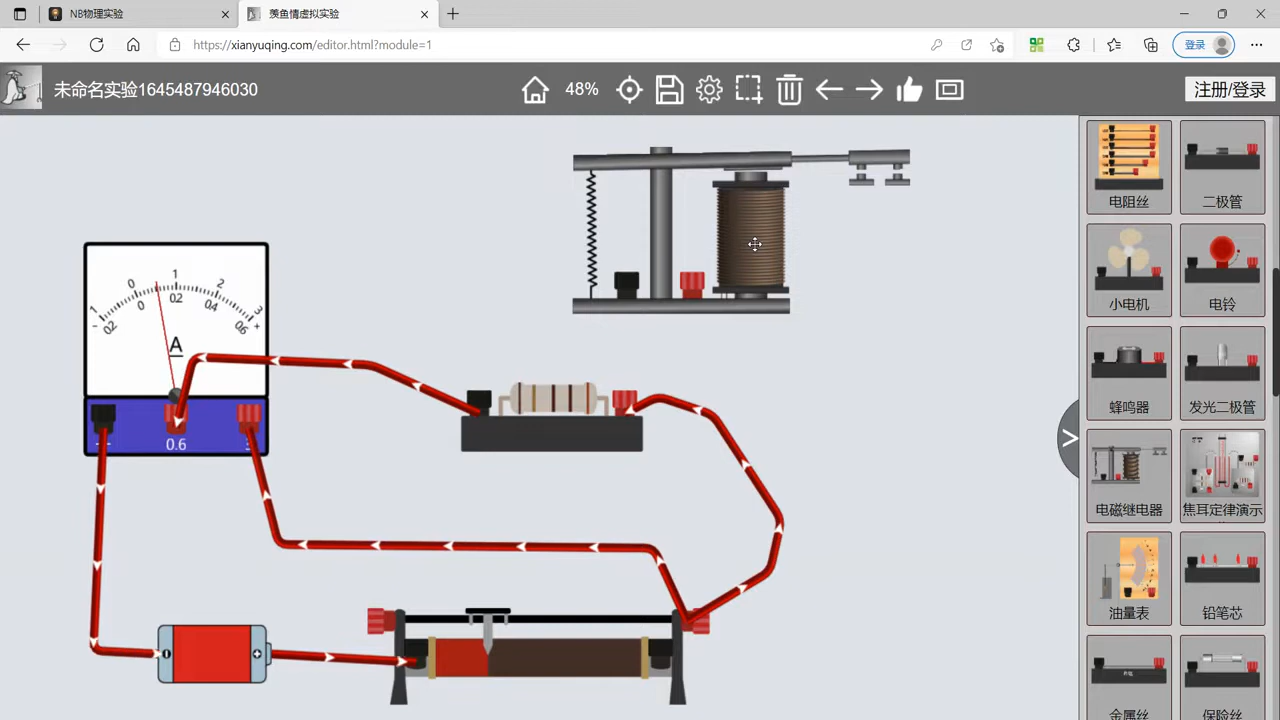 NB物理实验
羡鱼情虚拟实验
https://xianyuqing.com/editor.html?module=1
登录
未命名实验1645487946030
48%
注册/登录
电阻丝
二极管
小电机
电铃
蜂鸣器
发光二极管
电磁继电器
焦耳定律演示
油量表
铅笔芯
金属丝
保险丝
0 1 2 3
1
0 0.2 0.4 0.6
0.2
- +
A
0.6